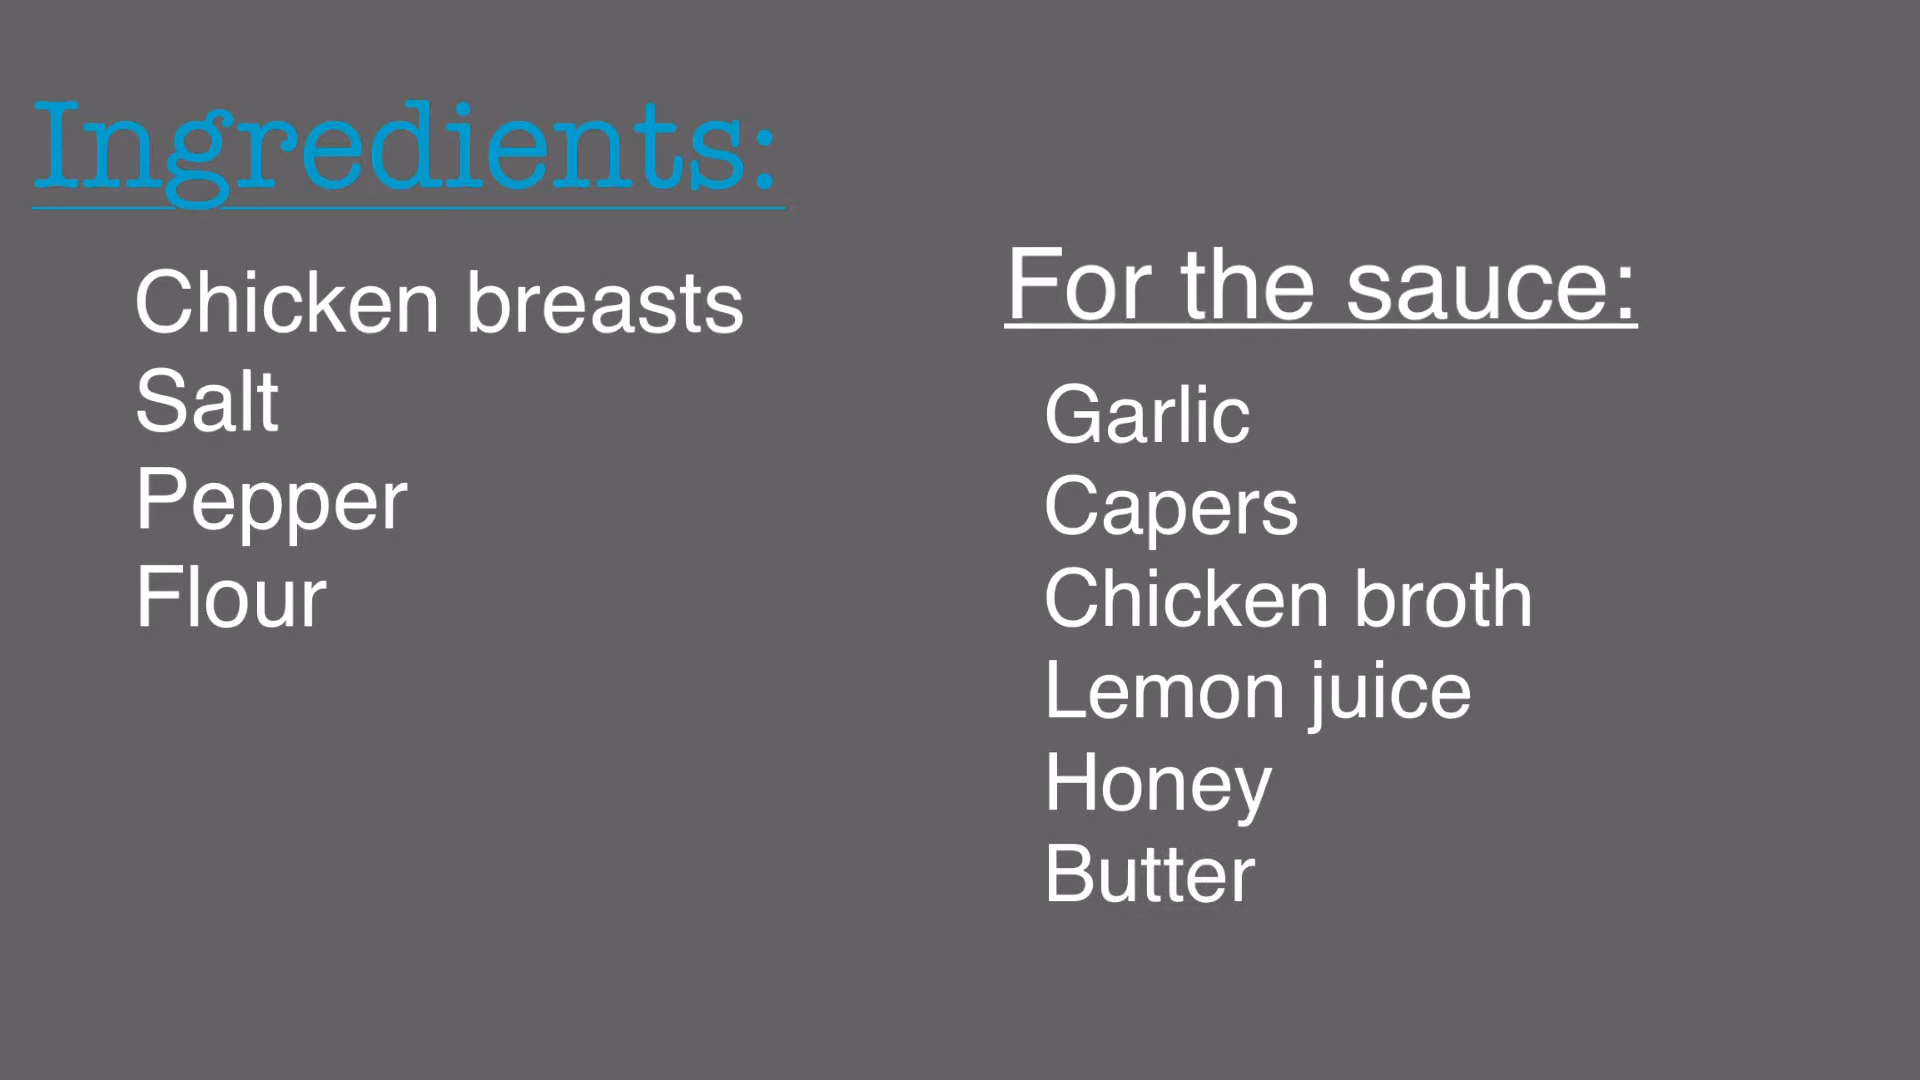 Ingredients:
Chicken breasts
Salt
Pepper
Flour
For the sauce:
Garlic
Capers
Chicken broth
Lemon juice
Honey
Butter